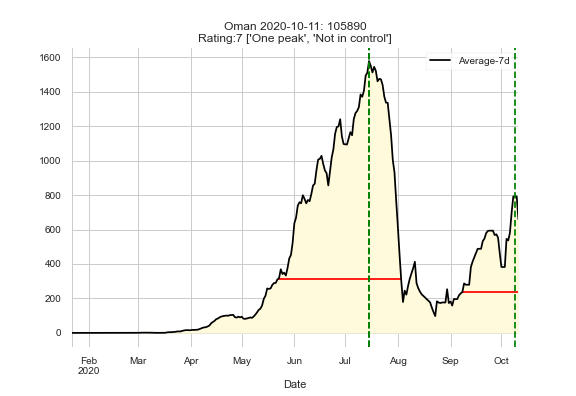 Oman 2020-10-11: 105890
Rating:7 ['One peak', 'Not in control']
Average-7d
1600
1400
1200
1000
800
600
400
200
0
Feb Mar Apr May Jun Jul Aug Sep Oct
2020
Date